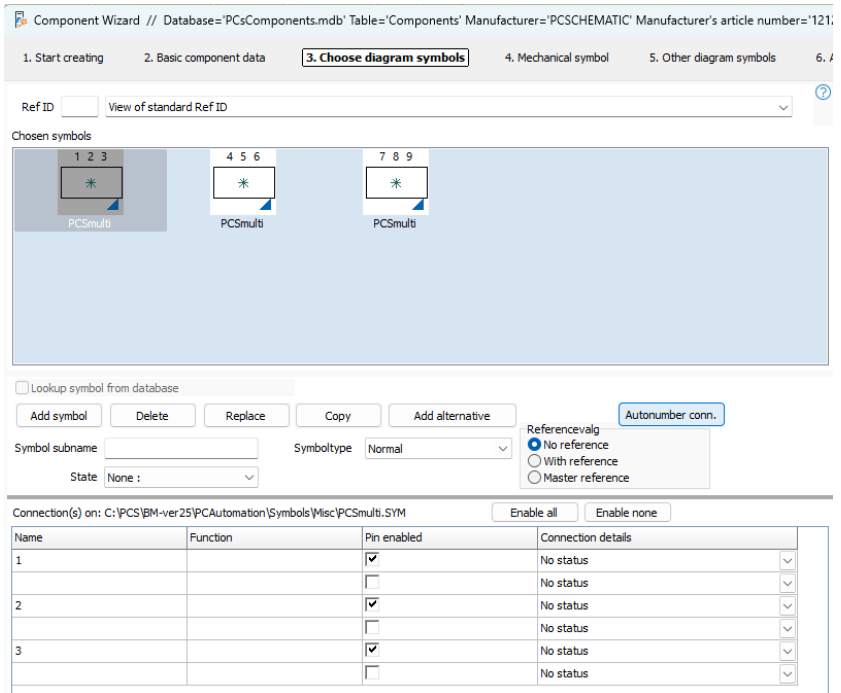 Component Wizard // Database='PCsComponents.mdb' Table='Components' Manufacturer='PCSCHEMATIC' Manufacturer's article number='1212
1. Start creating 2. Basic component data 3. Choose diagram symbols 4. Mechanical symbol 5. Other diagram symbols 6.
Ref ID View of standard Ref ID
?
Chosen symbols
1 2 3 4 5 6 7 8 9
PCSmulti PCSmulti PCSmulti
Lookup symbol from database
Add symbol Delete Replace Copy Add alternative Autonumber conn.
Referencevalg
Symbol subname Symboltype Normal No reference
With reference
State None : Master reference
Connection(s) on: C:\PCS\BM-ver25\PCAutomation\Symbols\Misc\PCSmulti.SYM Enable all Enable none
Name Function Pin enabled Connection details
1 No status
No status
2 No status
No status
3 No status
No status